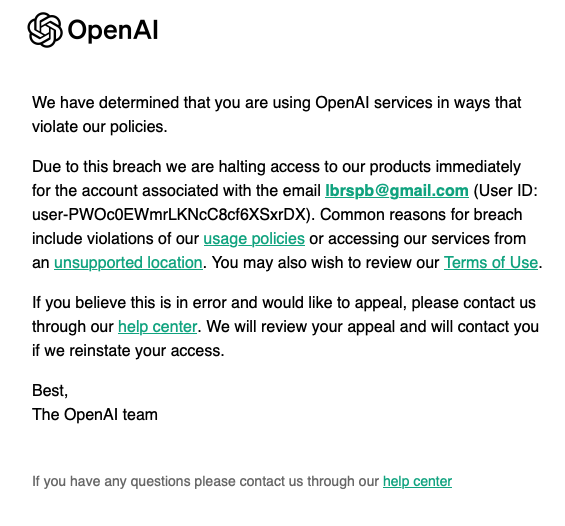 OpenAI
We have determined that you are using OpenAI services in ways that
violate our policies.
Due to this breach we are halting access to our products immediately
for the account associated with the email lbrspb@gmail.com (User ID:
user-PWOc0EWmrLKNcC8cf6XSxrDX). Common reasons for breach
include violations of our usage policies or accessing our services from
an unsupported location. You may also wish to review our Terms of Use.
If you believe this is in error and would like to appeal, please contact us
through our help center. We will review your appeal and will contact you
if we reinstate your access.
Best,
The OpenAI team
If you have any questions please contact us through our help center